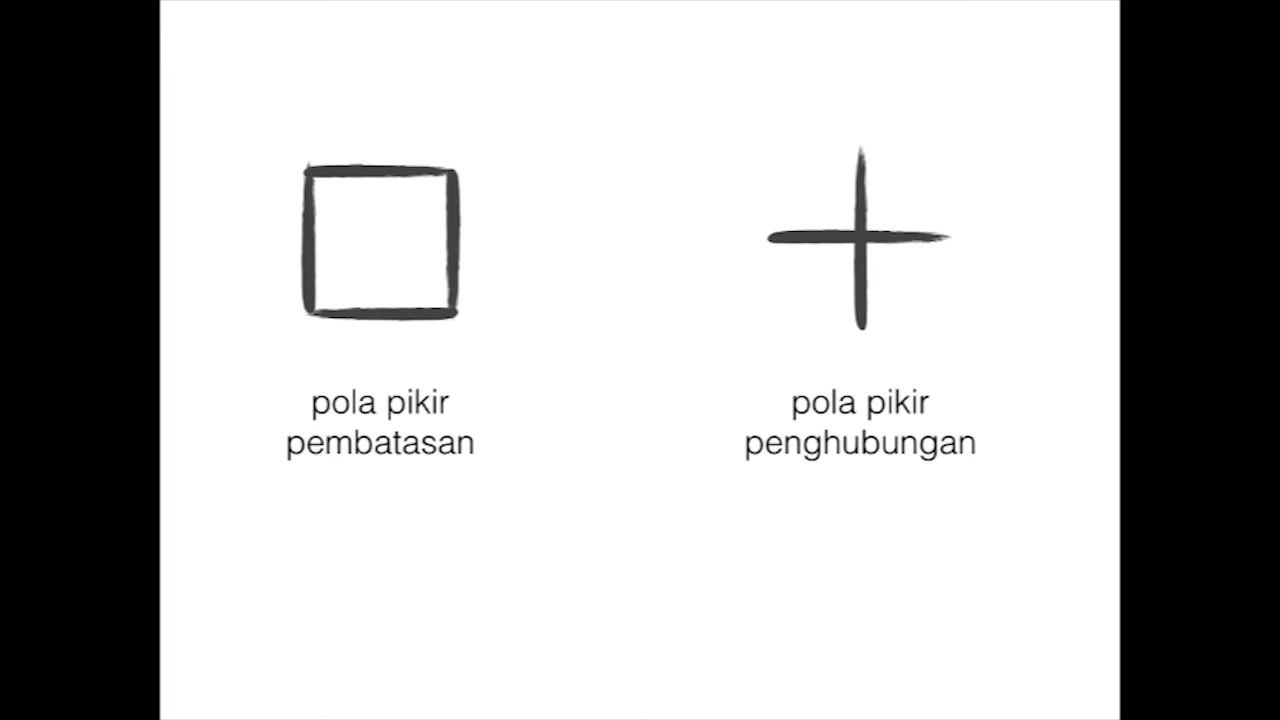 pola pikir
pembatasan
pola pikir
penghubungan